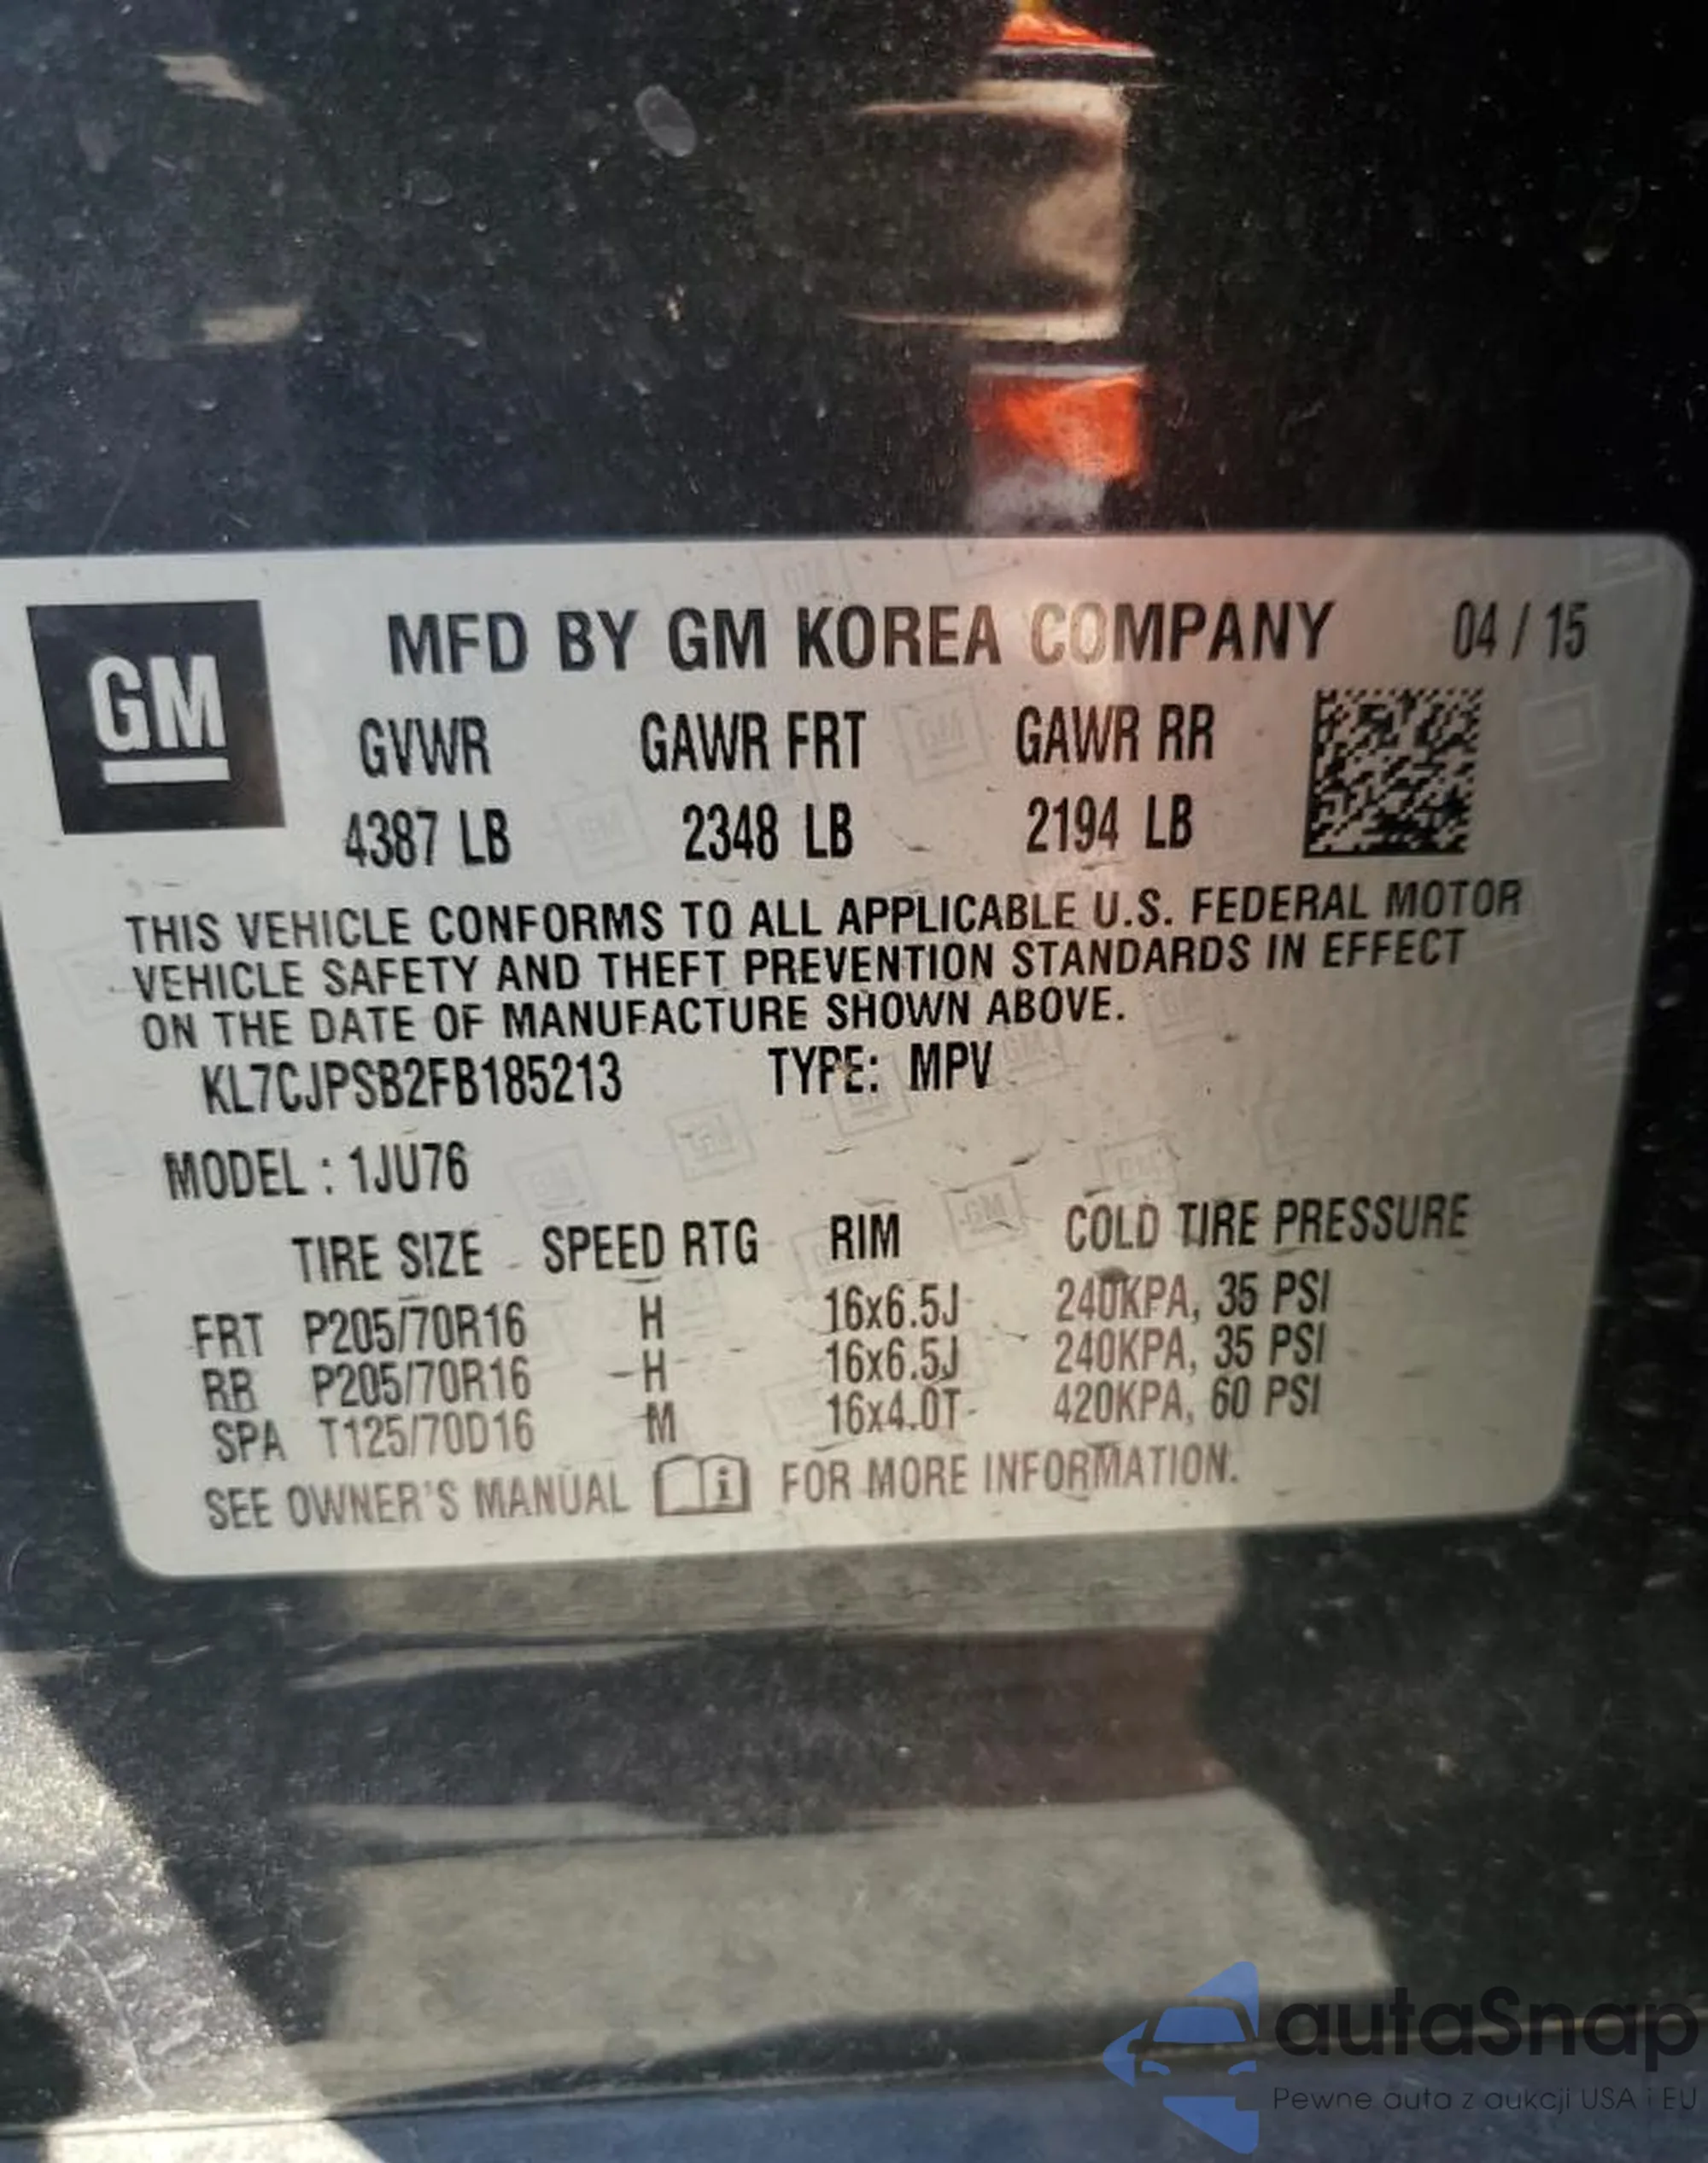 GM
MFD BY GM KOREA COMPANY 04 / 15
GVWR GAWR FRT GAWR RR
4387 LB 2348 LB 2194 LB
THIS VEHICLE CONFORMS TO ALL APPLICABLE U.S. FEDERAL MOTOR
VEHICLE SAFETY AND THEFT PREVENTION STANDARDS IN EFFECT
ON THE DATE OF MANUFACTURE SHOWN ABOVE.
KL7CJPSB2FB185213 TYPE: MPV
MODEL : 1JU76
TIRE SIZE SPEED RTG RIM COLD TIRE PRESSURE
FRT P205/70R16 H 16x6.5J 240KPA, 35 PSI
RR P205/70R16 H 16x6.5J 240KPA, 35 PSI
SPA T125/70D16 M 16x4.0T 420KPA, 60 PSI
SEE OWNER'S MANUAL i FOR MORE INFORMATION.
autaSnap
Pewne auta z aukcji USA i EU